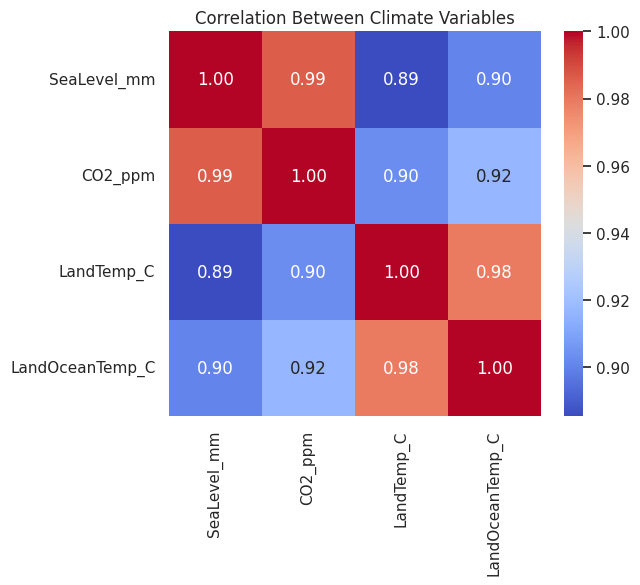 Correlation Between Climate Variables
SeaLevel_mm 1.00 0.99 0.89 0.90
CO2_ppm 0.99 1.00 0.90 0.92
LandTemp_C 0.89 0.90 1.00 0.98
LandOceanTemp_C 0.90 0.92 0.98 1.00
SeaLevel_mm
CO2_ppm
LandTemp_C
LandOceanTemp_C
1.00
0.98
0.96
0.94
0.92
0.90